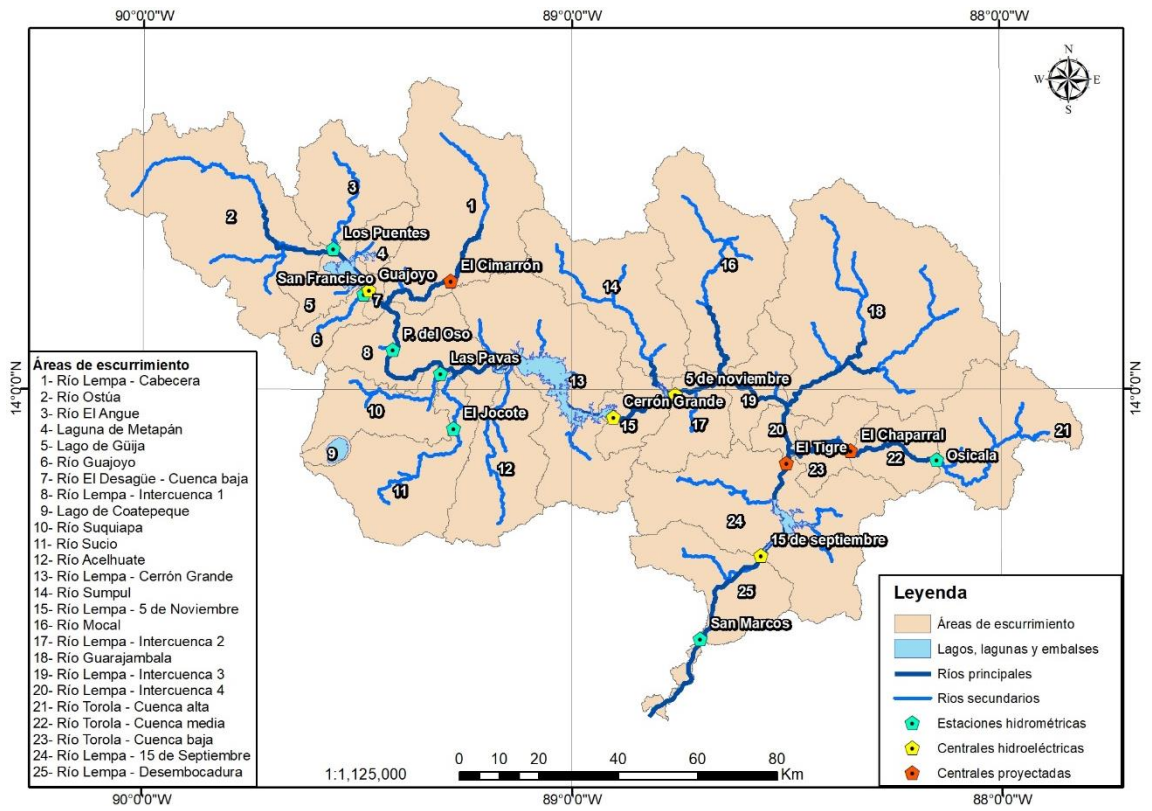 90°0'0"W
89°0'0"W
88°0'0"W
N
W E
S
14°0'0"N
14°0'0"N
1
2
3
Los Puentes
4
San Francisco
Guajoyo
El Cimarrón
5
6
7
14
16
18
P. del Oso
8
Las Pavas
13
5 de noviembre
Cerrón Grande
10
El Jocote
15
17
19
20
El Chaparral
21
9
El Tigre
22
Osicala
12
23
11
24
15 de septiembre
25
San Marcos
Áreas de escurrimiento
1- Río Lempa - Cabecera
2- Río Ostúa
3- Río El Angue
4- Laguna de Metapán
5- Lago de Güija
6- Río Guajoyo
7- Río El Desagüe - Cuenca baja
8- Río Lempa - Intercuenca 1
9- Lago de Coatepeque
10- Río Suquiapa
11- Río Sucio
12- Río Acelhuate
13- Río Lempa - Cerrón Grande
14- Río Sumpul
15- Río Lempa - 5 de Noviembre
16- Río Mocal
17- Río Lempa - Intercuenca 2
18- Río Guarajambala
19- Río Lempa - Intercuenca 3
20- Río Lempa - Intercuenca 4
21- Río Torola - Cuenca alta
22- Río Torola - Cuenca media
23- Río Torola - Cuenca baja
24- Río Lempa - 15 de Septiembre
25- Río Lempa - Desembocadura
Leyenda
Áreas de escurrimiento
Lagos, lagunas y embalses
Ríos principales
Rios secundarios
Estaciones hidrométricas
Centrales hidroeléctricas
Centrales proyectadas
1:1,125,000
0 10 20 40 60 80
Km
90°0'0"W
89°0'0"W
88°0'0"W